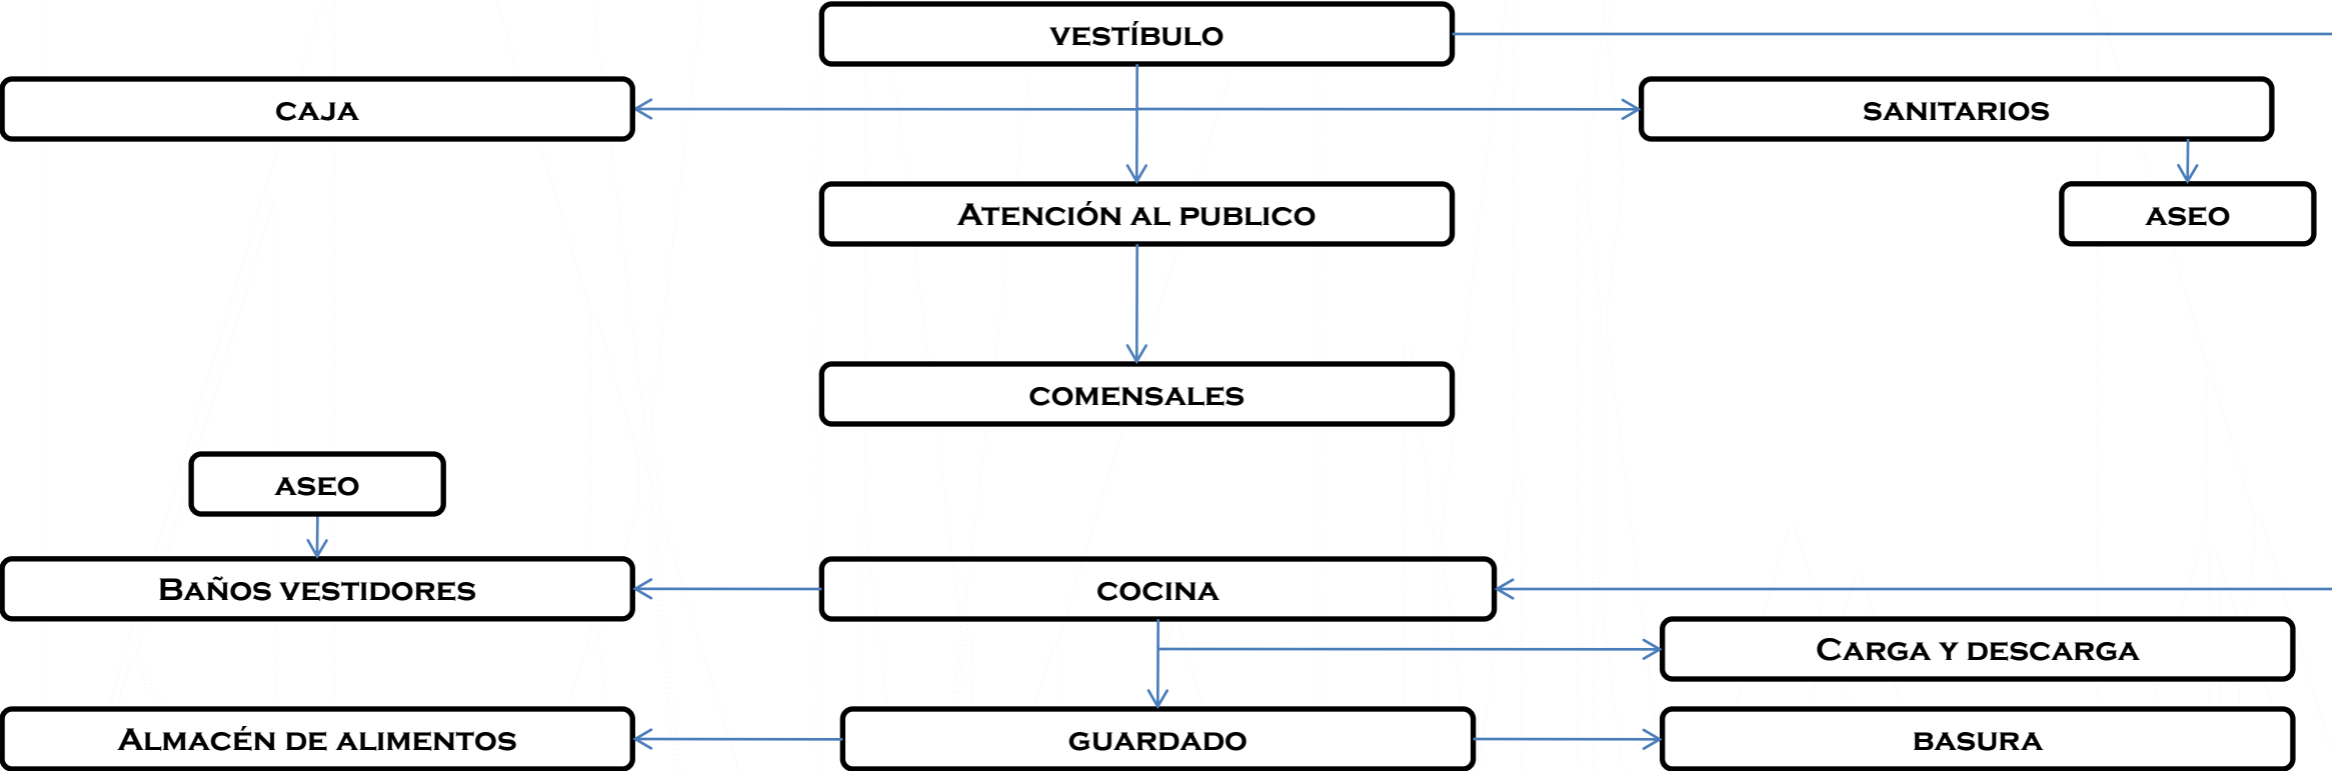 VESTÍBULO
CAJA
SANITARIOS
ATENCIÓN AL PUBLICO
ASEO
COMENSALES
ASEO
BAÑOS VESTIDORES
COCINA
CARGA Y DESCARGA
ALMACÉN DE ALIMENTOS
GUARDADO
BASURA